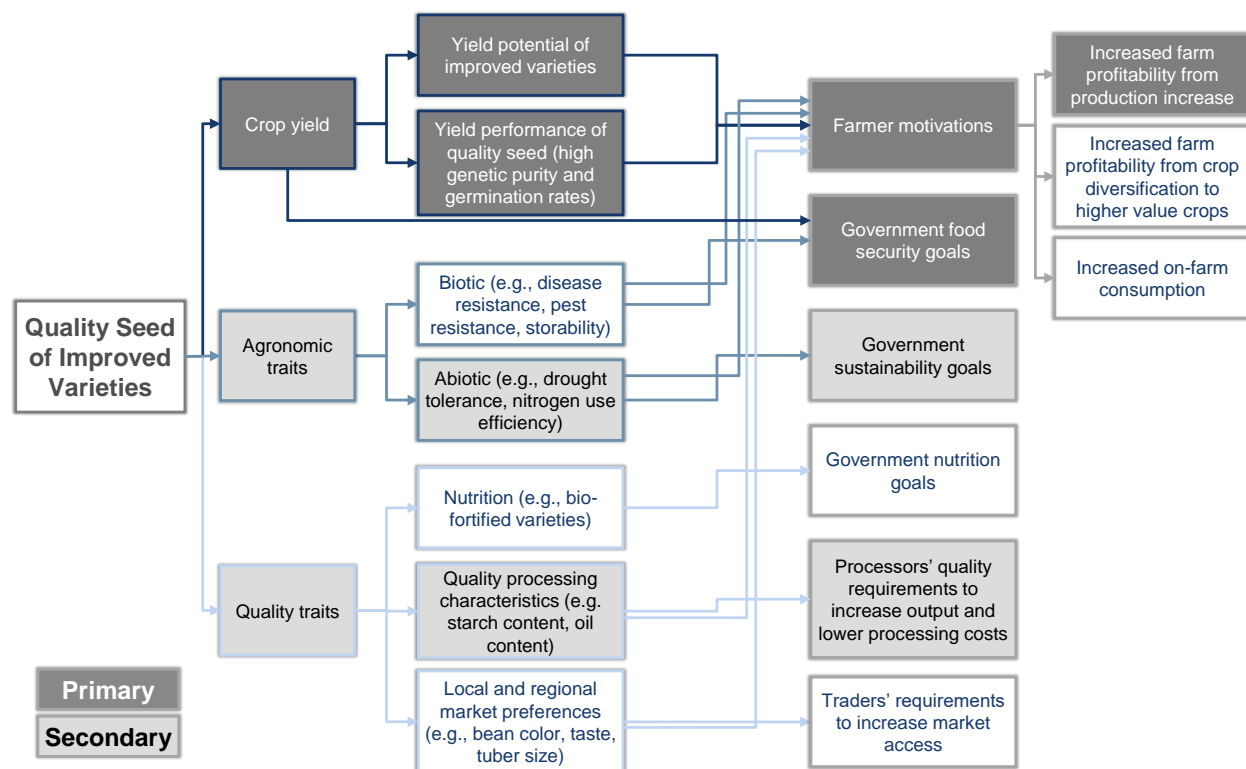 Quality Seed
of Improved
Varieties
Crop yield
Agronomic
traits
Quality traits
Yield potential of
improved varieties
Yield performance of
quality seed (high
genetic purity and
germination rates)
Biotic (e.g., disease
resistance, pest
resistance, storability)
Abiotic (e.g., drought
tolerance, nitrogen use
efficiency)
Nutrition (e.g., bio-
fortified varieties)
Quality processing
characteristics (e.g.
starch content, oil
content)
Local and regional
market preferences
(e.g., bean color, taste,
tuber size)
Farmer motivations
Government food
security goals
Government
sustainability goals
Government nutrition
goals
Processors’ quality
requirements to
increase output and
lower processing costs
Traders’ requirements
to increase market
access
Increased farm
profitability from
production increase
Increased farm
profitability from crop
diversification to
higher value crops
Increased on-farm
consumption
Primary
Secondary